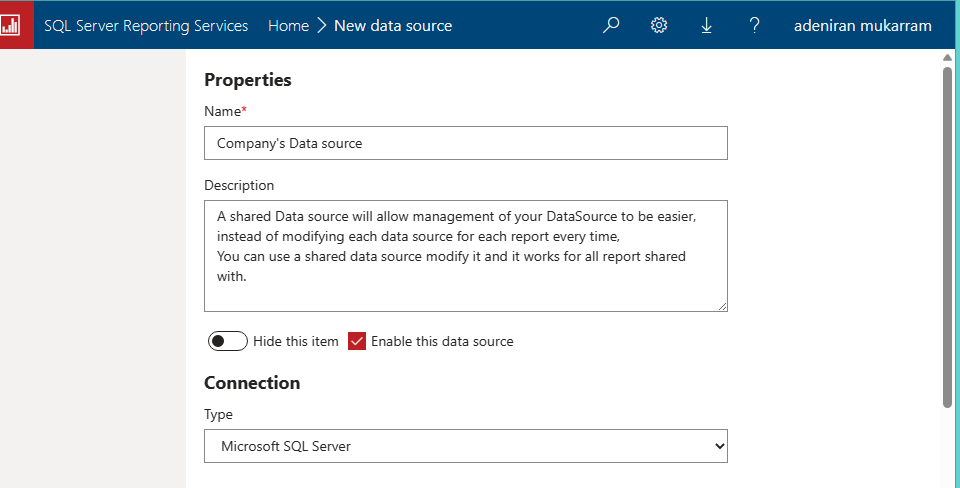 SQL Server Reporting Services Home > New data source ? adeniran mukarram
Properties
Name*
Company's Data source
Description
A shared Data source will allow management of your DataSource to be easier,
instead of modifying each data source for each report every time,
You can use a shared data source modify it and it works for all report shared
with.
Hide this item Enable this data source
Connection
Type
Microsoft SQL Server